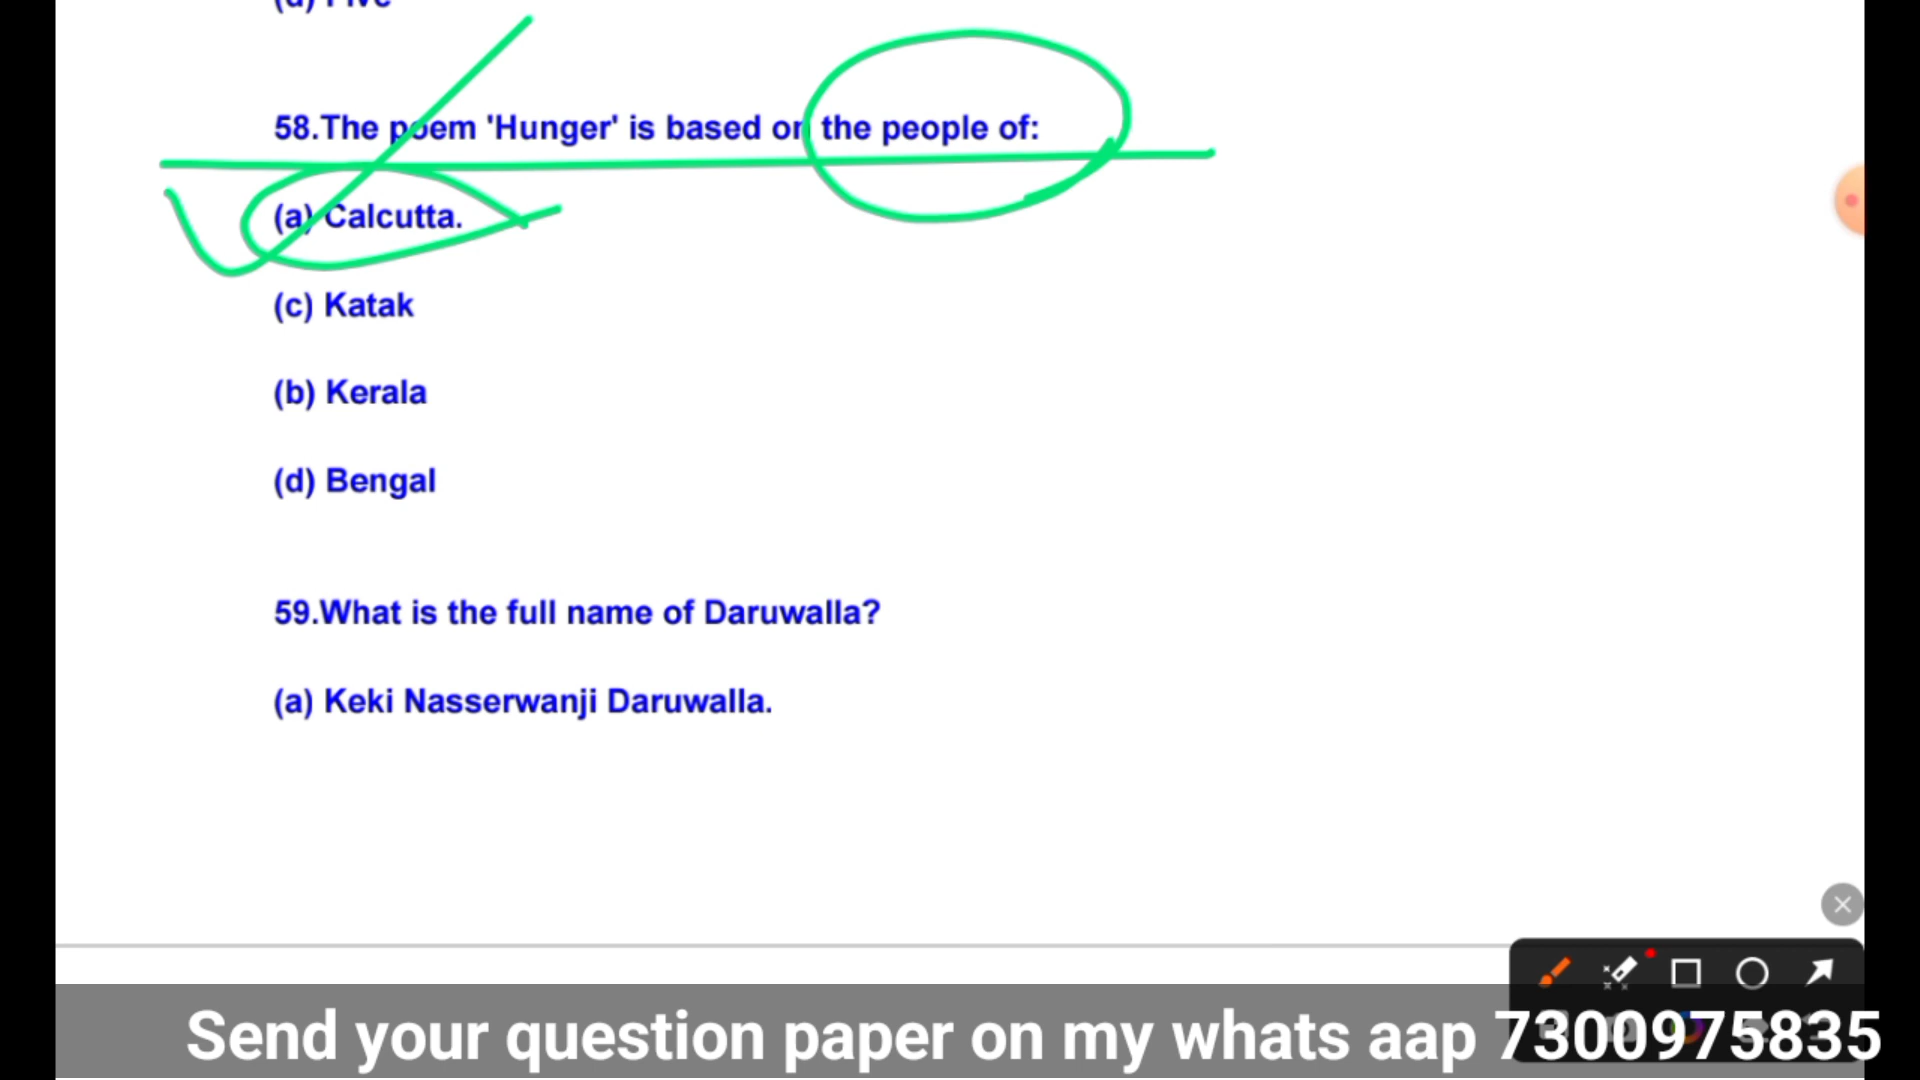 (d) Five
58.The poem 'Hunger' is based on the people of:
(a) Calcutta.
(c) Katak
(b) Kerala
(d) Bengal
59.What is the full name of Daruwalla?
(a) Keki Nasserwanji Daruwalla.
Send your question paper on my whats aap 7300975835